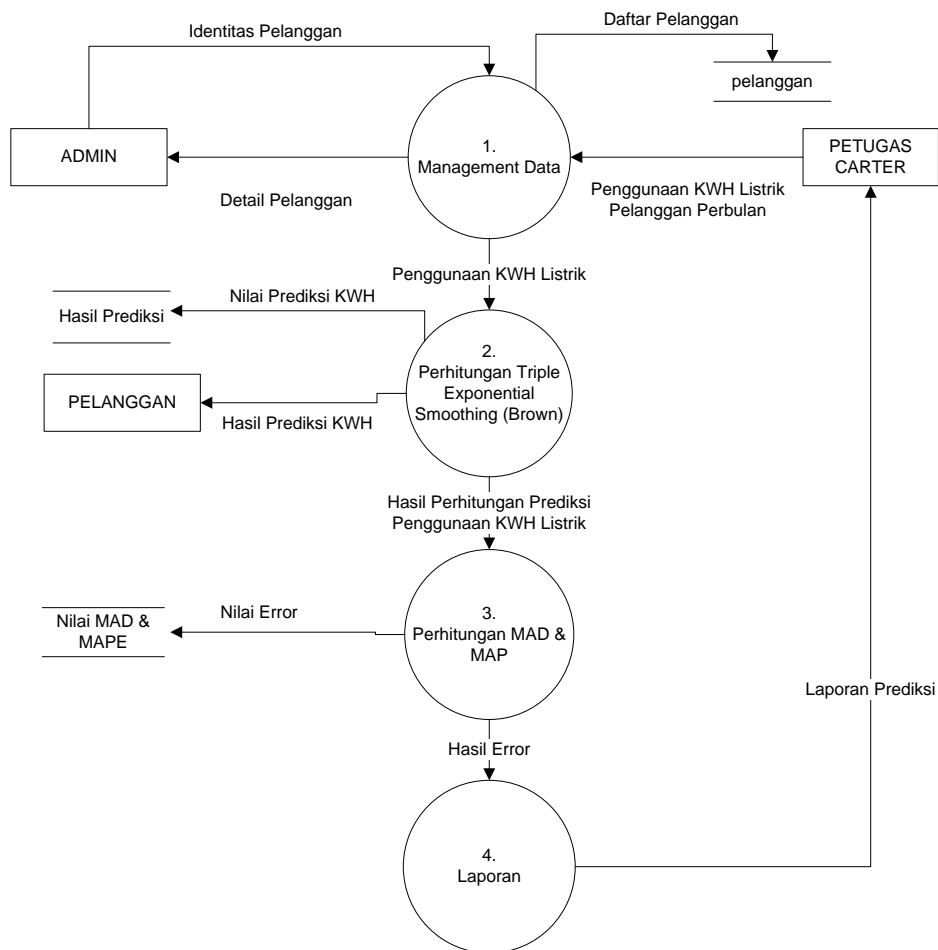 Identitas Pelanggan
Daftar Pelanggan
pelanggan
ADMIN
1.
Management Data
PETUGAS
CARTER
Detail Pelanggan
Penggunaan KWH Listrik
Pelanggan Perbulan
Penggunaan KWH Listrik
Nilai Prediksi KWH
Hasil Prediksi
2.
Perhitungan Triple
Exponential
Smoothing (Brown)
PELANGGAN
Hasil Prediksi KWH
Hasil Perhitungan Prediksi
Penggunaan KWH Listrik
Nilai Error
Nilai MAD &
MAPE
3.
Perhitungan MAD &
MAP
Laporan Prediksi
Hasil Error
4.
Laporan